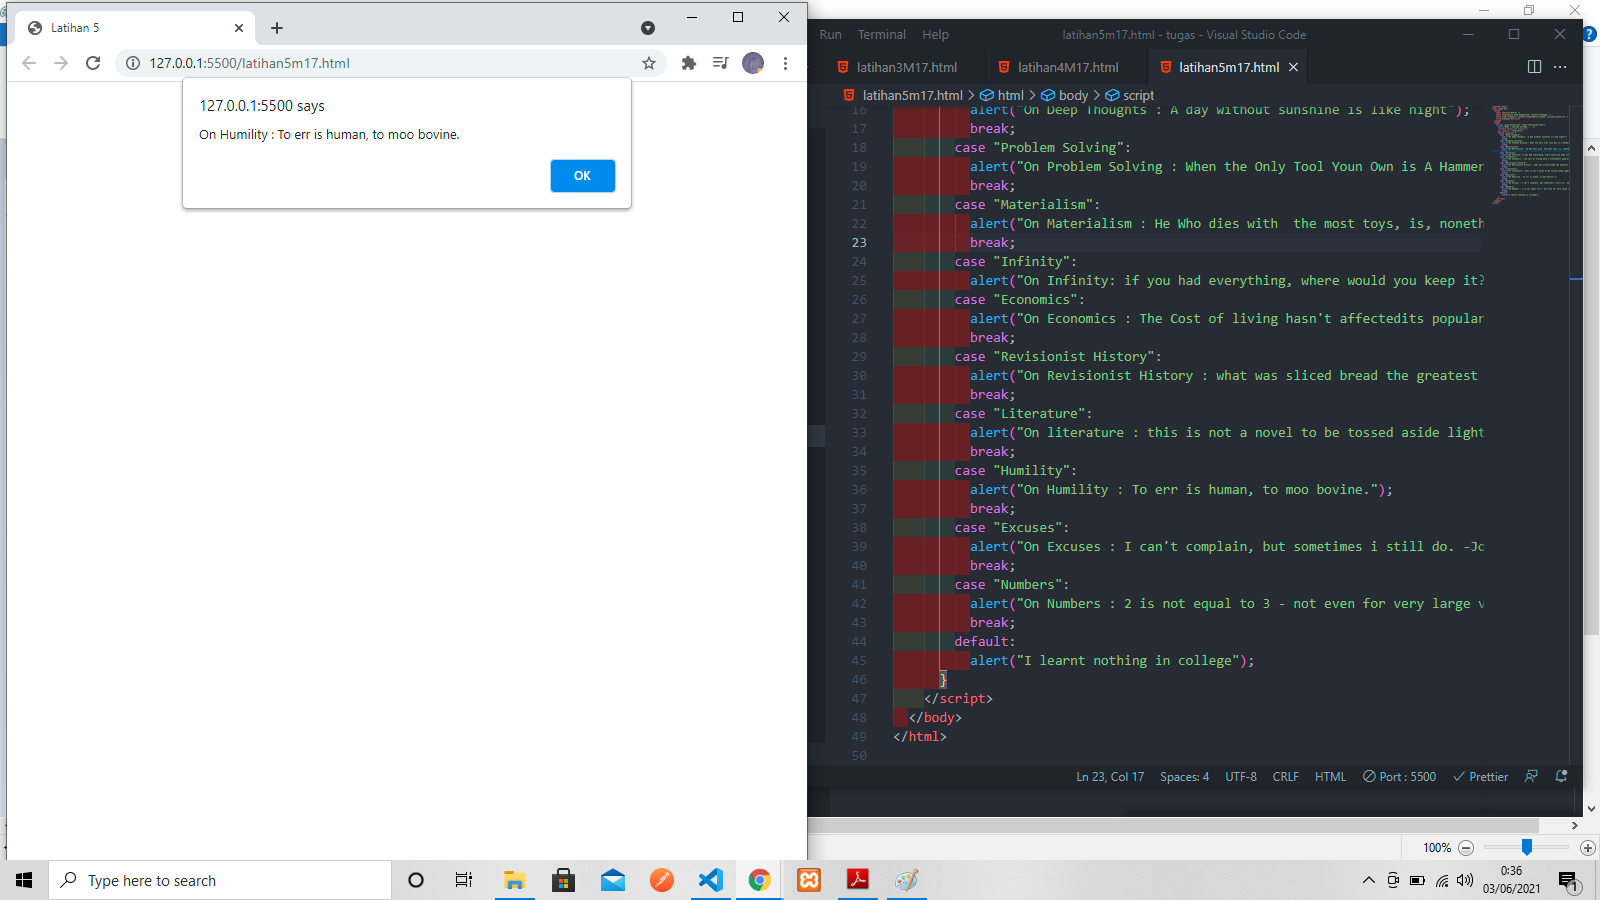 Latihan 5
127.0.0.1:5500/latihan5m17.html
127.0.0.1:5500 says
On Humility : To err is human, to moo bovine.
OK
Run Terminal Help latihan5m17.html - tugas - Visual Studio Code
latihan3M17.html latihan4M17.html latihan5m17.html
latihan5m17.html > html > body > script
16 alert("On Deep Thoughts : A day without sunshine is like night");
17 break;
18 case "Problem Solving":
19 alert("On Problem Solving : When the Only Tool Youn Own is A Hammer
20 break;
21 case "Materialism":
22 alert("On Materialism : He Who dies with  the most toys, is, noneth
23 break;
24 case "Infinity":
25 alert("On Infinity: if you had everything, where would you keep it?
26 case "Economics":
27 alert("On Economics : The Cost of living hasn't affectedits popular
28 break;
29 case "Revisionist History":
30 alert("On Revisionist History : what was sliced bread the greatest
31 break;
32 case "Literature":
33 alert("On literature : this is not a novel to be tossed aside light
34 break;
35 case "Humility":
36 alert("On Humility : To err is human, to moo bovine.");
37 break;
38 case "Excuses":
39 alert("On Excuses : I can't complain, but sometimes i still do. -Jo
40 break;
41 case "Numbers":
42 alert("On Numbers : 2 is not equal to 3 - not even for very large v
43 break;
44 default:
45 alert("I learnt nothing in college");
46 }
47 </script>
48 </body>
49 </html>
50
Ln 23, Col 17 Spaces: 4 UTF-8 CRLF HTML Port : 5500 Prettier
100%
Type here to search
0:36
03/06/2021
1